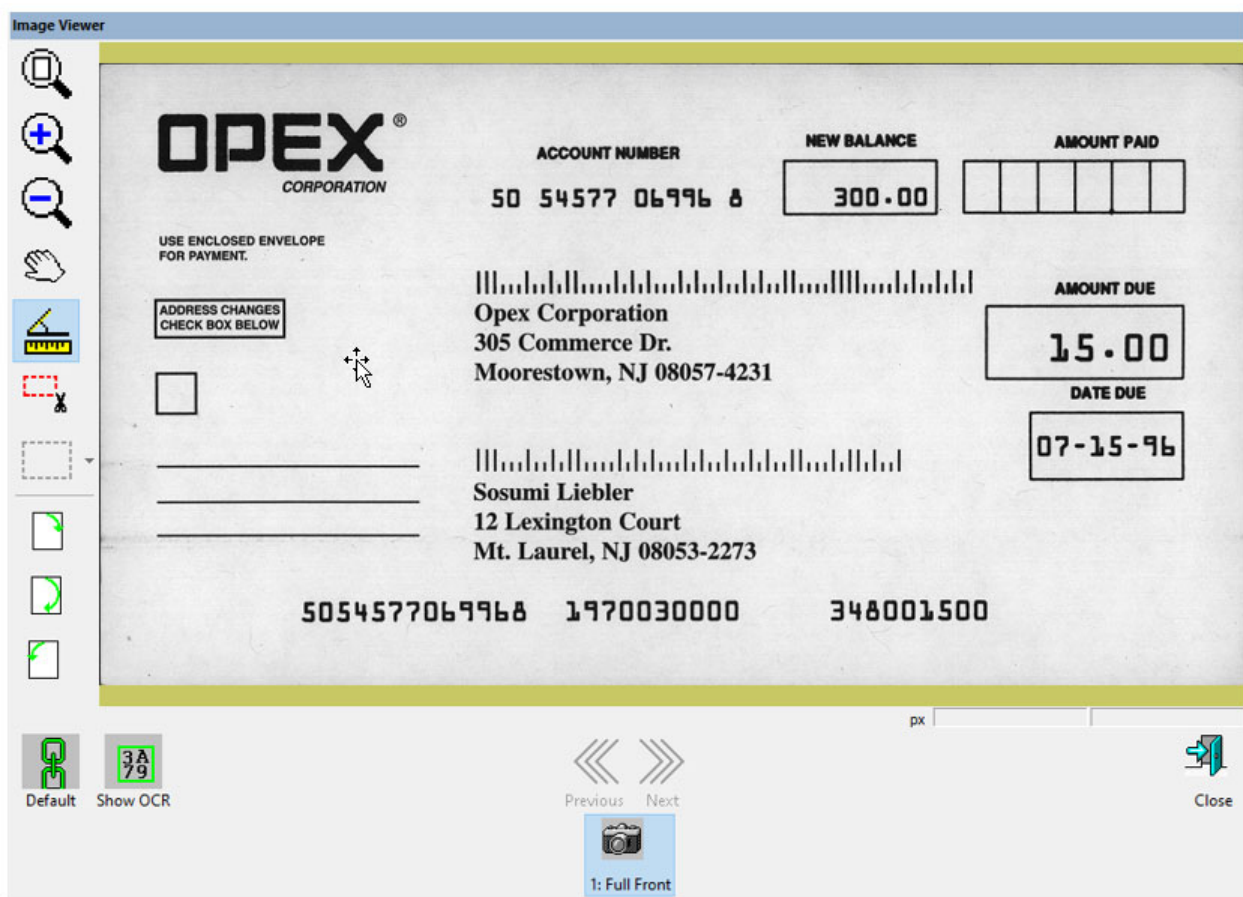 Image Viewer
OPEX®
CORPORATION
ACCOUNT NUMBER
50 54577 06996 8
NEW BALANCE
300.00
AMOUNT PAID
USE ENCLOSED ENVELOPE
FOR PAYMENT.
ADDRESS CHANGES
CHECK BOX BELOW
Opex Corporation
305 Commerce Dr.
Moorestown, NJ 08057-4231
AMOUNT DUE
15.00
DATE DUE
07-15-96
Sosumi Liebler
12 Lexington Court
Mt. Laurel, NJ 08053-2273
5054577069968 1970030000 348001500
px
3A
79
Default
Show OCR
Previous
Next
Close
1: Full Front